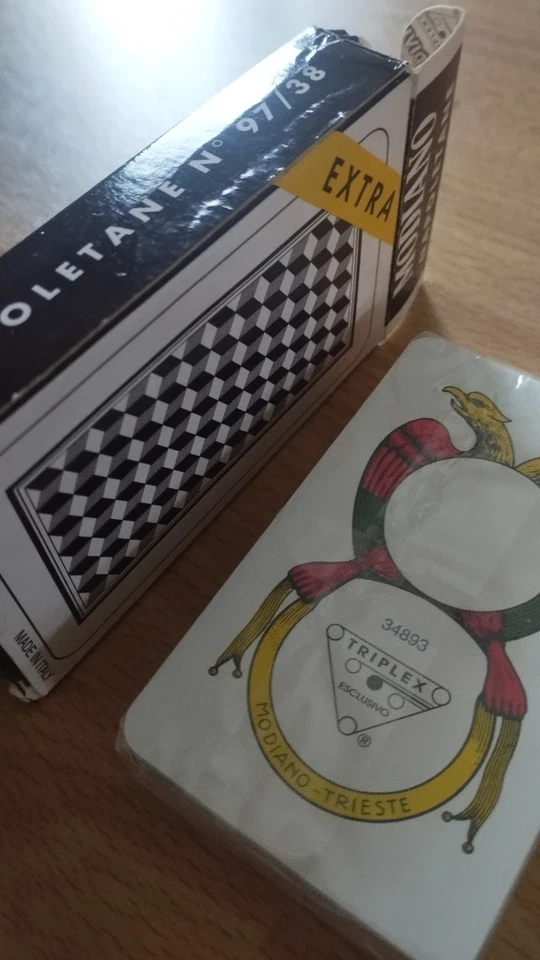 OLETANE N° 97/38
EXTRA
MODIANO
MADE IN ITALY
34893
TRIPLEX
ESCLUSIVO
®
MODIANO-TRIESTE